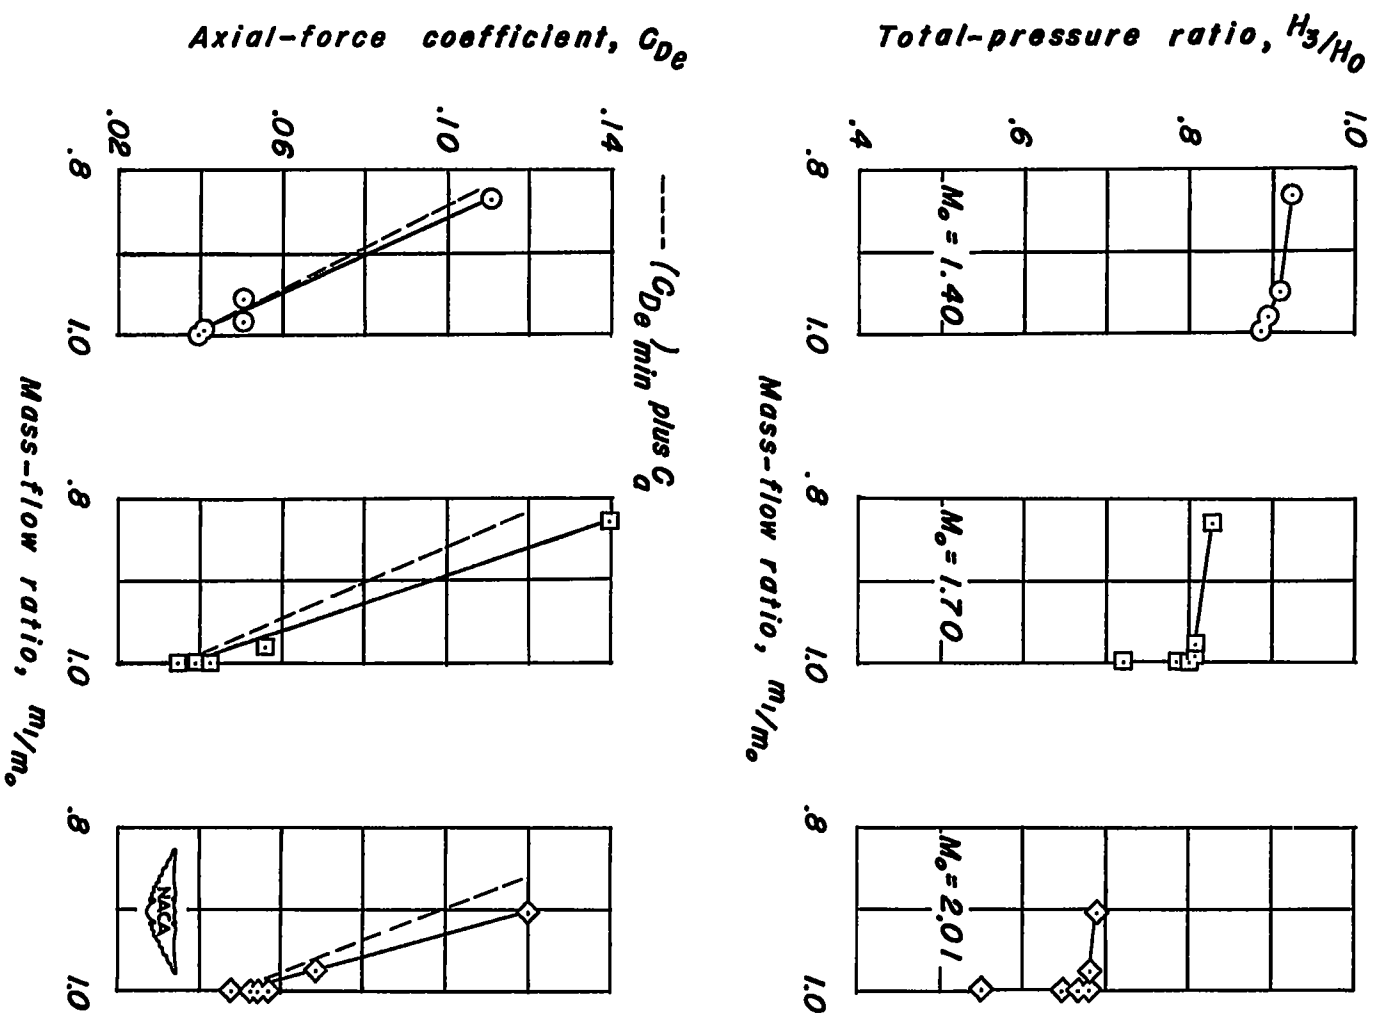 Total-pressure ratio, H3/H0
1.0
.8
.6
.4
M0 = 1.40
M0 = 1.70
M0 = 2.01
.8
1.0
.8
1.0
.8
1.0
Mass-flow ratio, m1/m0
Axial-force coefficient, CDe
---- (CDe)min plus Ca
.14
.10
.06
.02
NACA
.8
1.0
.8
1.0
.8
1.0
Mass-flow ratio, m1/m0